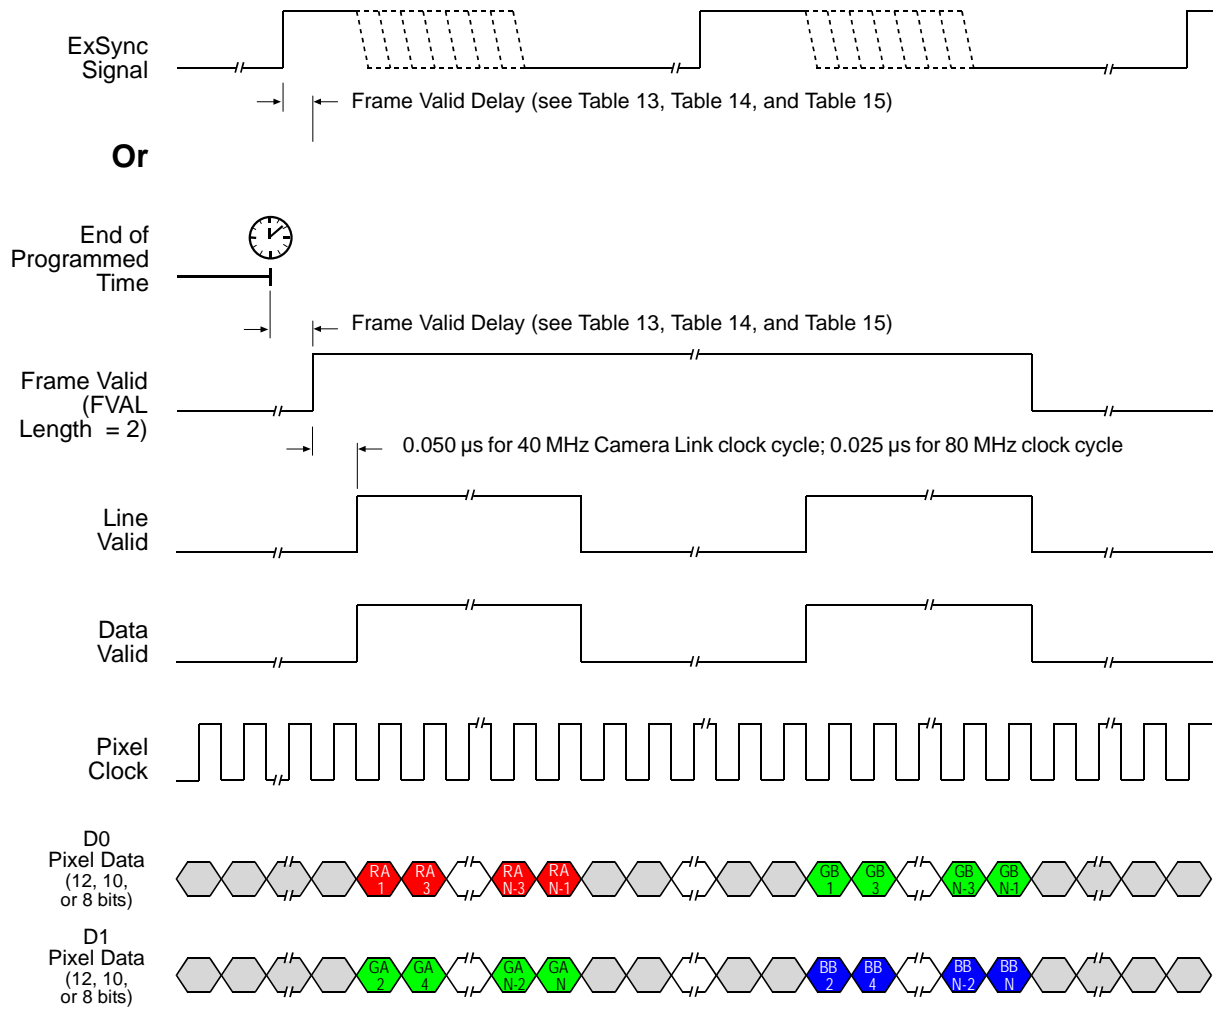 ExSync
Signal
Frame Valid Delay (see Table 13, Table 14, and Table 15)
Or
End of
Programmed
Time
Frame Valid Delay (see Table 13, Table 14, and Table 15)
Frame Valid
(FVAL
Length = 2)
0.050 µs for 40 MHz Camera Link clock cycle; 0.025 µs for 80 MHz clock cycle
Line
Valid
Data
Valid
Pixel
Clock
D0
Pixel Data
(12, 10,
or 8 bits)
RA
1
RA
3
RA
N-3
RA
N-1
GB
1
GB
3
GB
N-3
GB
N-1
D1
Pixel Data
(12, 10,
or 8 bits)
GA
2
GA
4
GA
N-2
GA
N
BB
2
BB
4
BB
N-2
BB
N